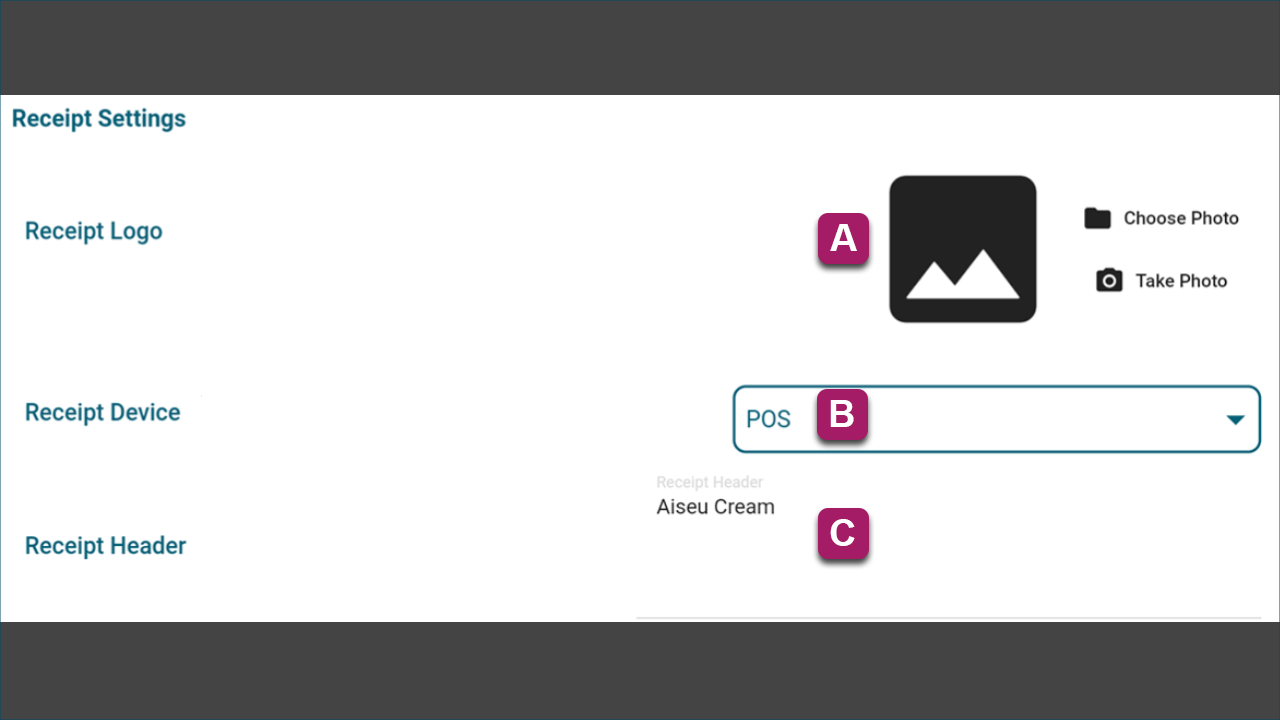 Receipt Settings
Receipt Logo
A
Choose Photo
Take Photo
Receipt Device
POS
B
Receipt Header
Aiseu Cream
C
Receipt Header